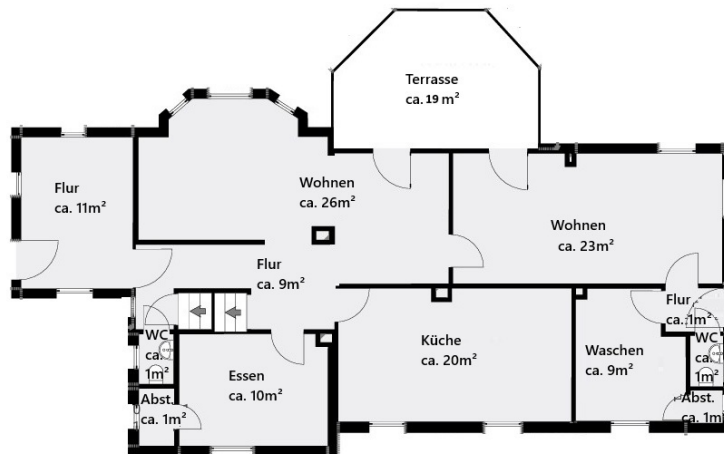 Terrasse
ca. 19 m²
Flur
ca. 11m²
Wohnen
ca. 26m²
Wohnen
ca. 23m²
Flur
ca. 9m²
Flur
ca. 1m²
Küche
ca. 20m²
WC
ca.
1m²
WC
ca.
1m²
Waschen
ca. 9m²
Essen
ca. 10m²
Abst.
ca. 1m²
Abst.
ca. 1m²